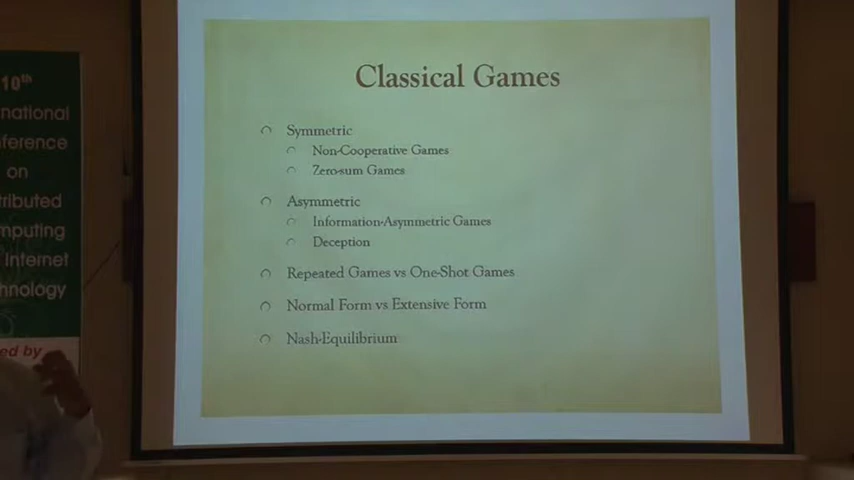 Classical Games
Symmetric
Non-Cooperative Games
Zero-sum Games
Asymmetric
Information-Asymmetric Games
Deception
Repeated Games vs One-Shot Games
Normal Form vs Extensive Form
Nash-Equilibrium
10th
national
ference
on
tributed
mputing
Internet
hnology
ed by